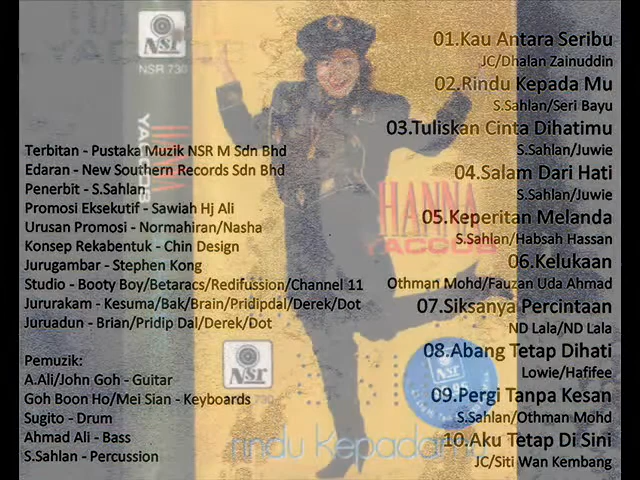 Nsr
NSR 730
HANNA
YACCOB
Terbitan - Pustaka Muzik NSR M Sdn Bhd
Edaran - New Southern Records Sdn Bhd
Penerbit - S.Sahlan
Promosi Eksekutif - Sawiah Hj Ali
Urusan Promosi - Normahiran/Nasha
Konsep Rekabentuk - Chin Design
Jurugambar - Stephen Kong
Studio - Booty Boy/Betaracs/Redifussion/Channel 11
Jururakam - Kesuma/Bak/Brain/Pridipdal/Derek/Dot
Juruadun - Brian/Pridip Dal/Derek/Dot
Pemuzik:
A.Ali/John Goh - Guitar
Goh Boon Ho/Mei Sian - Keyboards
Sugito - Drum
Ahmad Ali - Bass
S.Sahlan - Percussion
01.Kau Antara Seribu
JC/Dhalan Zainuddin
02.Rindu Kepada Mu
S.Sahlan/Seri Bayu
03.Tuliskan Cinta Dihatimu
S.Sahlan/Juwie
04.Salam Dari Hati
S.Sahlan/Juwie
05.Keperitan Melanda
S.Sahlan/Habsah Hassan
06.Kelukaan
Othman Mohd/Fauzan Uda Ahmad
07.Siksanya Percintaan
ND Lala/ND Lala
08.Abang Tetap Dihati
Lowie/Hafifee
09.Pergi Tanpa Kesan
S.Sahlan/Othman Mohd
10.Aku Tetap Di Sini
JC/Siti Wan Kembang
HANNA
YACCOB
Nsr
730
Nsr
rindu kepadamu